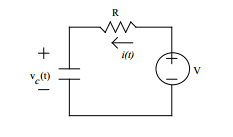 R
i(t)
+
+
v_c(t)
V
−
−